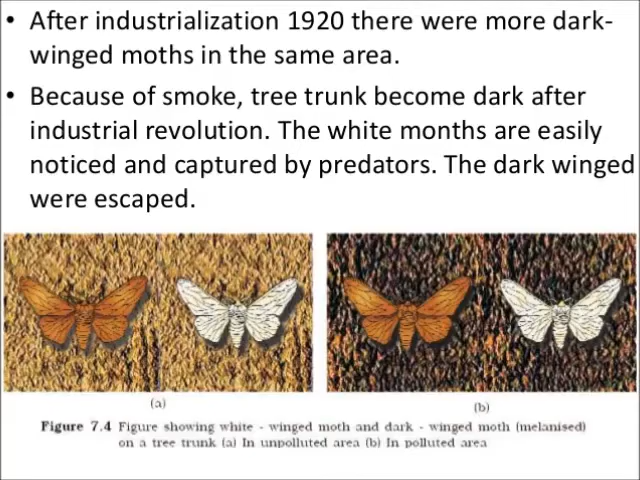 • After industrialization 1920 there were more dark-
winged moths in the same area.
• Because of smoke, tree trunk become dark after
industrial revolution. The white months are easily
noticed and captured by predators. The dark winged
were escaped.
(a)
(b)
Figure 7.4 Figure showing white - winged moth and dark - winged moth (melanised)
on a tree trunk (a) In unpolluted area (b) In polluted area